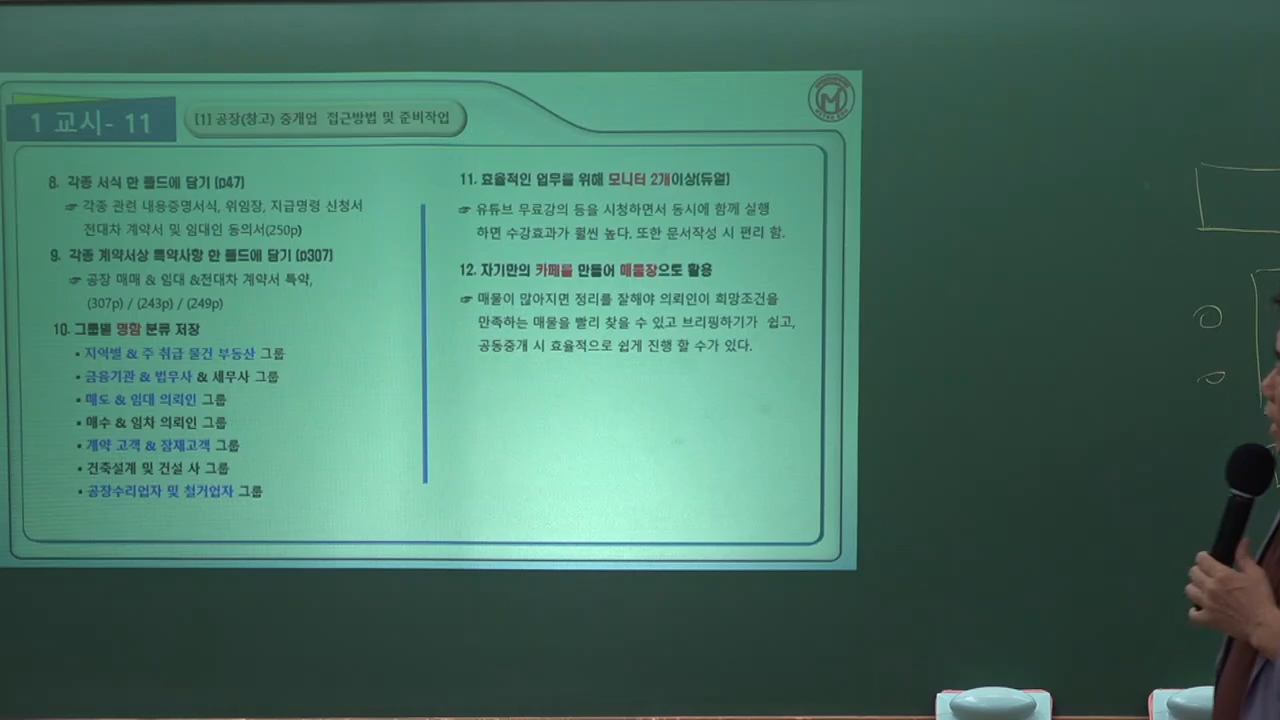 1 교시- 11
[1] 공장(창고) 중개업 접근방법 및 준비작업
8. 각종 서식 한 폴드에 담기 (p47)
☞ 각종 관련 내용증명서식, 위임장, 지급명령 신청서
전대차 계약서 및 임대인 동의서(250p)
9. 각종 계약서상 특약사항 한 폴드에 담기 (p307)
☞ 공장 매매 & 임대 &전대차 계약서 특약,
(307p) / (243p) / (249p)
10. 그룹별 명함 분류 저장
• 지역별 & 주 취급 물건 부동산 그룹
• 금융기관 & 법무사 & 세무사 그룹
• 매도 & 임대 의뢰인 그룹
• 매수 & 임차 의뢰인 그룹
• 계약 고객 & 잠재고객 그룹
• 건축설계 및 건설 사 그룹
• 공장수리업자 및 철거업자 그룹
11. 효율적인 업무를 위해 모니터 2개이상(듀얼)
☞ 유튜브 무료강의 등을 시청하면서 동시에 함께 실행
하면 수강효과가 훨씬 높다. 또한 문서작성 시 편리 함.
12. 자기만의 카페를 만들어 매물장으로 활용
☞ 매물이 많아지면 정리를 잘해야 의뢰인이 희망조건을
만족하는 매물을 빨리 찾을 수 있고 브리핑하기가 쉽고,
공동중개 시 효율적으로 쉽게 진행 할 수가 있다.